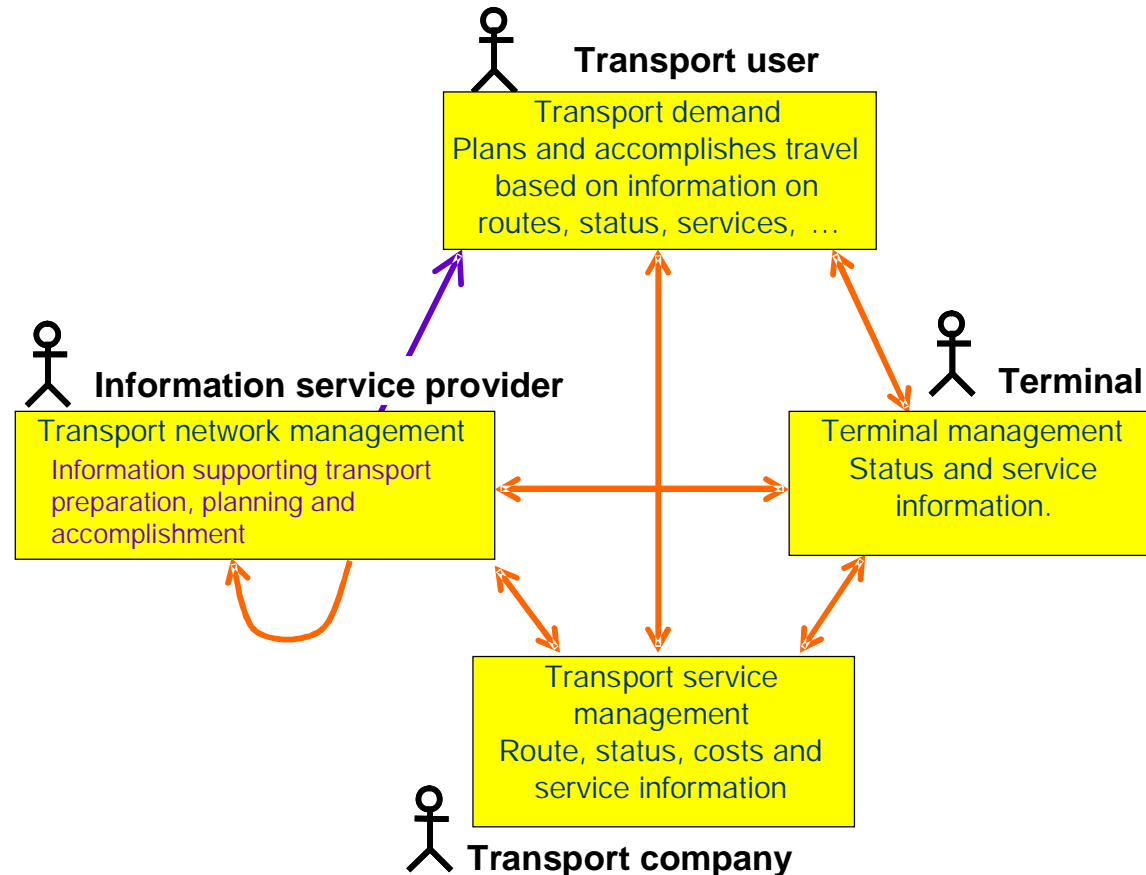 Transport user
Transport demand
Plans and accomplishes travel
based on information on
routes, status, services, ...
Information service provider
Transport network management
Information supporting transport
preparation, planning and
accomplishment
Terminal
Terminal management
Status and service
information.
Transport service
management
Route, status, costs and
service information
Transport company